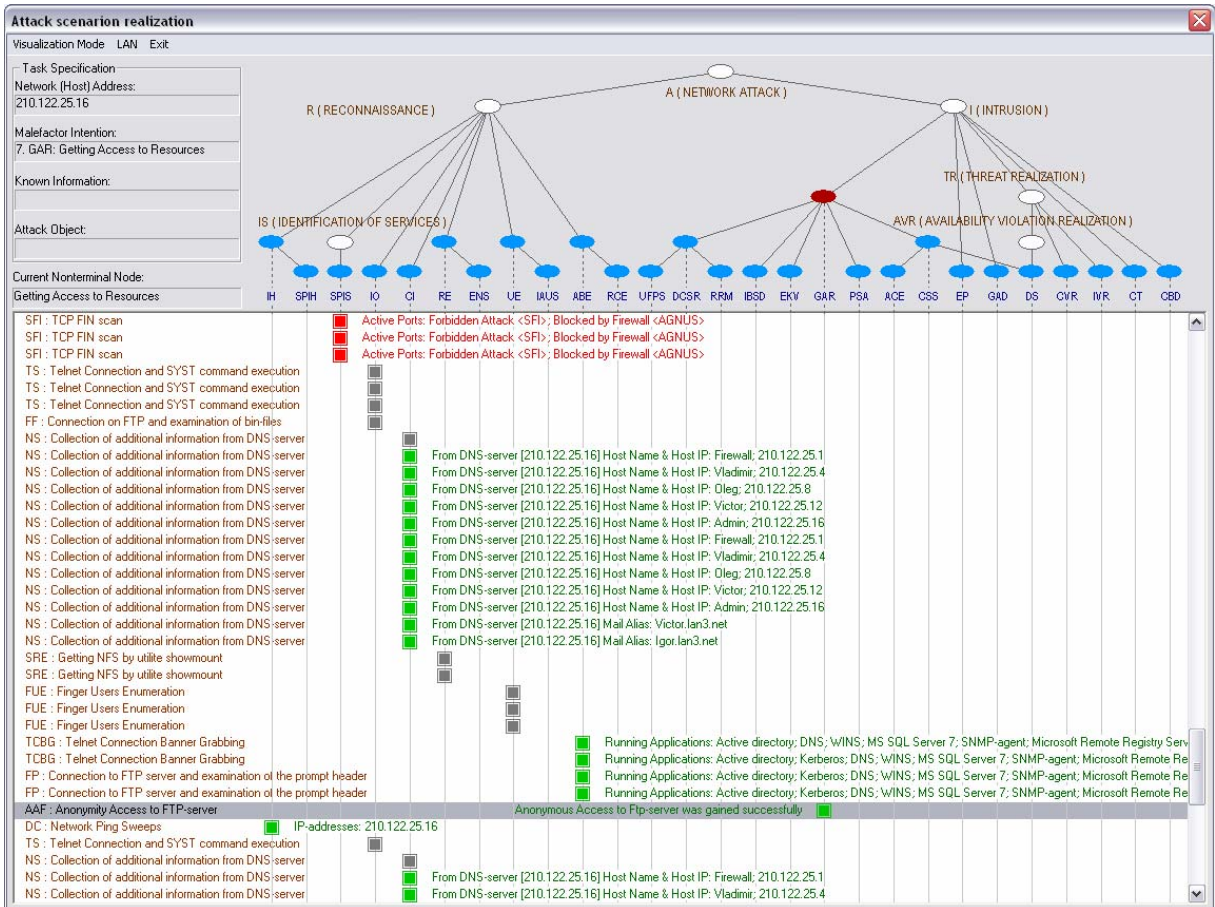 Attack scenarion realization
Visualization Mode LAN Exit
Task Specification
Network (Host) Address:
210.122.25.16
Malefactor Intention:
7. GAR: Getting Access to Resources
Known Information:
Attack Object:
Current Nonterminal Node:
Getting Access to Resources
A ( NETWORK ATTACK )
R ( RECONNAISSANCE )
I ( INTRUSION )
TR ( THREAT REALIZATION )
IS ( IDENTIFICATION OF SERVICES )
AVR ( AVAILABILITY VIOLATION REALIZATION )
IH SPIH SPIS IO CI RE ENS UE IAUS ABE RCE UFPS DCSR RRM IBSD EKV GAR PSA ACE CSS EP GAD DS CVR IVR CT CBD
SFI : TCP FIN scan Active Ports: Forbidden Attack <SFI>; Blocked by Firewall <AGNUS>
SFI : TCP FIN scan Active Ports: Forbidden Attack <SFI>; Blocked by Firewall <AGNUS>
SFI : TCP FIN scan Active Ports: Forbidden Attack <SFI>; Blocked by Firewall <AGNUS>
TS : Telnet Connection and SYST command execution
TS : Telnet Connection and SYST command execution
TS : Telnet Connection and SYST command execution
FF : Connection on FTP and examination of bin-files
NS : Collection of additional information from DNS-server
NS : Collection of additional information from DNS-server From DNS-server [210.122.25.16] Host Name & Host IP: Firewall; 210.122.25.1
NS : Collection of additional information from DNS-server From DNS-server [210.122.25.16] Host Name & Host IP: Vladimir; 210.122.25.4
NS : Collection of additional information from DNS-server From DNS-server [210.122.25.16] Host Name & Host IP: Oleg; 210.122.25.8
NS : Collection of additional information from DNS-server From DNS-server [210.122.25.16] Host Name & Host IP: Victor; 210.122.25.12
NS : Collection of additional information from DNS-server From DNS-server [210.122.25.16] Host Name & Host IP: Admin; 210.122.25.16
NS : Collection of additional information from DNS-server From DNS-server [210.122.25.16] Host Name & Host IP: Firewall; 210.122.25.1
NS : Collection of additional information from DNS-server From DNS-server [210.122.25.16] Host Name & Host IP: Vladimir; 210.122.25.4
NS : Collection of additional information from DNS-server From DNS-server [210.122.25.16] Host Name & Host IP: Oleg; 210.122.25.8
NS : Collection of additional information from DNS-server From DNS-server [210.122.25.16] Host Name & Host IP: Victor; 210.122.25.12
NS : Collection of additional information from DNS-server From DNS-server [210.122.25.16] Host Name & Host IP: Admin; 210.122.25.16
NS : Collection of additional information from DNS-server From DNS-server [210.122.25.16] Mail Alias: Victor.lan3.net
NS : Collection of additional information from DNS-server From DNS-server [210.122.25.16] Mail Alias: Igor.lan3.net
SRE : Getting NFS by utilite showmount
SRE : Getting NFS by utilite showmount
FUE : Finger Users Enumeration
FUE : Finger Users Enumeration
FUE : Finger Users Enumeration
TCBG : Telnet Connection Banner Grabbing Running Applications: Active directory; DNS; WINS; MS SQL Server 7; SNMP-agent; Microsoft Remote Registry Serv
TCBG : Telnet Connection Banner Grabbing Running Applications: Active directory; Kerberos; DNS; WINS; MS SQL Server 7; SNMP-agent; Microsoft Remote Re
FP : Connection to FTP server and examination of the prompt header Running Applications: Active directory; Kerberos; DNS; WINS; MS SQL Server 7; SNMP-agent; Microsoft Remote Re
FP : Connection to FTP server and examination of the prompt header Running Applications: Active directory; Kerberos; DNS; WINS; MS SQL Server 7; SNMP-agent; Microsoft Remote Re
AAF : Anonymity Access to FTP-server Anonymous Access to Ftp-server was gained successfully
DC : Network Ping Sweeps IP-addresses: 210.122.25.16
TS : Telnet Connection and SYST command execution
NS : Collection of additional information from DNS-server
NS : Collection of additional information from DNS-server From DNS-server [210.122.25.16] Host Name & Host IP: Firewall; 210.122.25.1
NS : Collection of additional information from DNS-server From DNS-server [210.122.25.16] Host Name & Host IP: Vladimir; 210.122.25.4